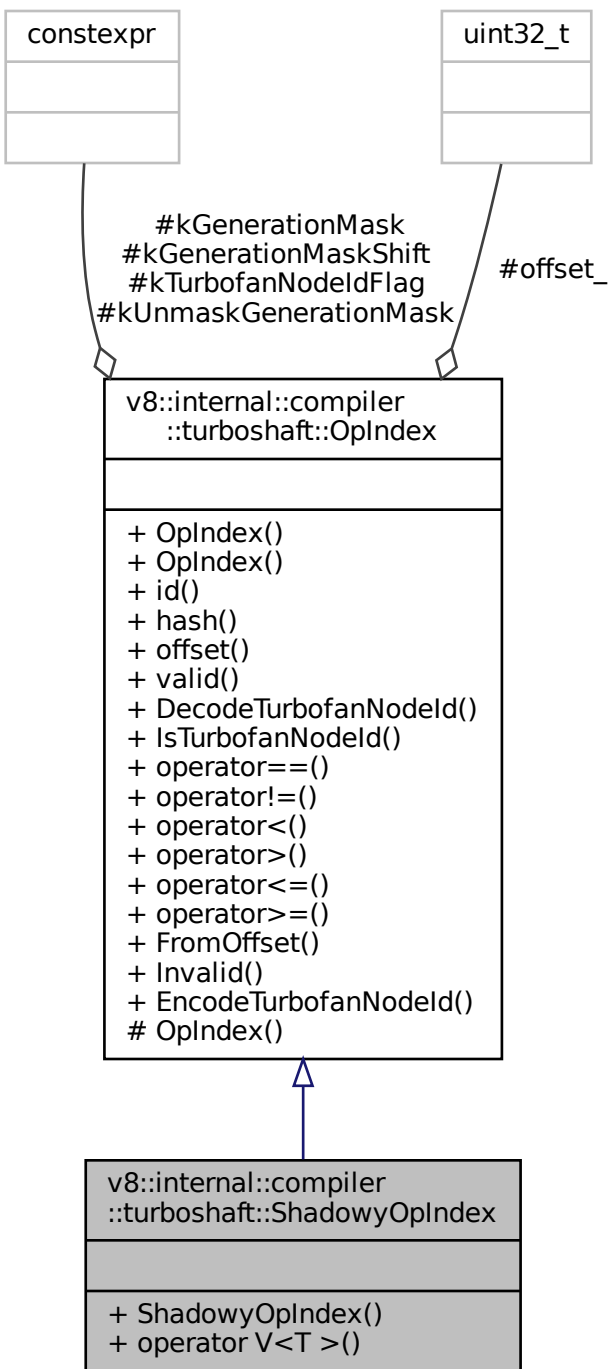 constexpr
uint32_t
#kGenerationMask
#kGenerationMaskShift
#kTurbofanNodeIdFlag
#kUnmaskGenerationMask
#offset_
v8::internal::compiler
::turboshaft::OpIndex
+ OpIndex()
+ OpIndex()
+ id()
+ hash()
+ offset()
+ valid()
+ DecodeTurbofanNodeId()
+ IsTurbofanNodeId()
+ operator==()
+ operator!=()
+ operator<()
+ operator>()
+ operator<=()
+ operator>=()
+ FromOffset()
+ Invalid()
+ EncodeTurbofanNodeId()
# OpIndex()
v8::internal::compiler
::turboshaft::ShadowyOpIndex
+ ShadowyOpIndex()
+ operator V<T >()